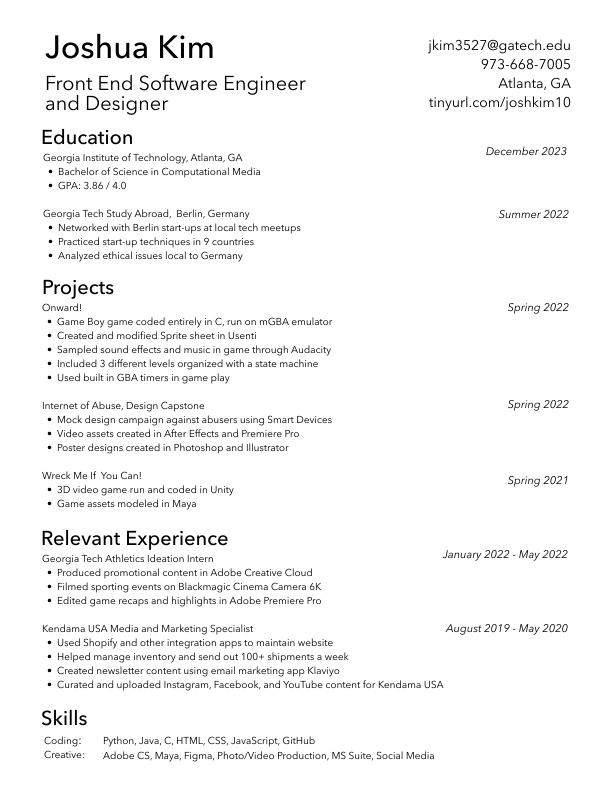 Joshua Kim
jkim3527@gatech.edu
973-668-7005
Front End Software Engineer
and Designer
Atlanta, GA
tinyurl.com/joshkim10
Education
December 2023
Georgia Institute of Technology, Atlanta, GA
• Bachelor of Science in Computational Media
• GPA: 3.86 / 4.0
Georgia Tech Study Abroad, Berlin, Germany
Summer 2022
• Networked with Berlin start-ups at local tech meetups
• Practiced start-up techniques in 9 countries
• Analyzed ethical issues local to Germany
Projects
Onward!
Spring 2022
• Game Boy game coded entirely in C, run on mGBA emulator
• Created and modified Sprite sheet in Usenti
• Sampled sound effects and music in game through Audacity
• Included 3 different levels organized with a state machine
• Used built in GBA timers in game play
Internet of Abuse, Design Capstone
Spring 2022
• Mock design campaign against abusers using Smart Devices
• Video assets created in After Effects and Premiere Pro
• Poster designs created in Photoshop and Illustrator
Wreck Me If You Can!
Spring 2021
• 3D video game run and coded in Unity
• Game assets modeled in Maya
Relevant Experience
January 2022 - May 2022
Georgia Tech Athletics Ideation Intern
• Produced promotional content in Adobe Creative Cloud
• Filmed sporting events on Blackmagic Cinema Camera 6K
• Edited game recaps and highlights in Adobe Premiere Pro
Kendama USA Media and Marketing Specialist
August 2019 - May 2020
• Used Shopify and other integration apps to maintain website
• Helped manage inventory and send out 100+ shipments a week
• Created newsletter content using email marketing app Klaviyo
• Curated and uploaded Instagram, Facebook, and YouTube content for Kendama USA
Skills
Coding: Python, Java, C, HTML, CSS, JavaScript, GitHub
Creative: Adobe CS, Maya, Figma, Photo/Video Production, MS Suite, Social Media